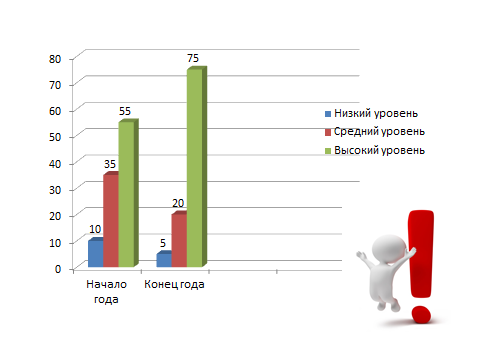 80
70
60
50
40
30
20
10
0
10
35
55
5
20
75
Начало
года
Конец года
Низкий уровень
Средний уровень
Высокий уровень